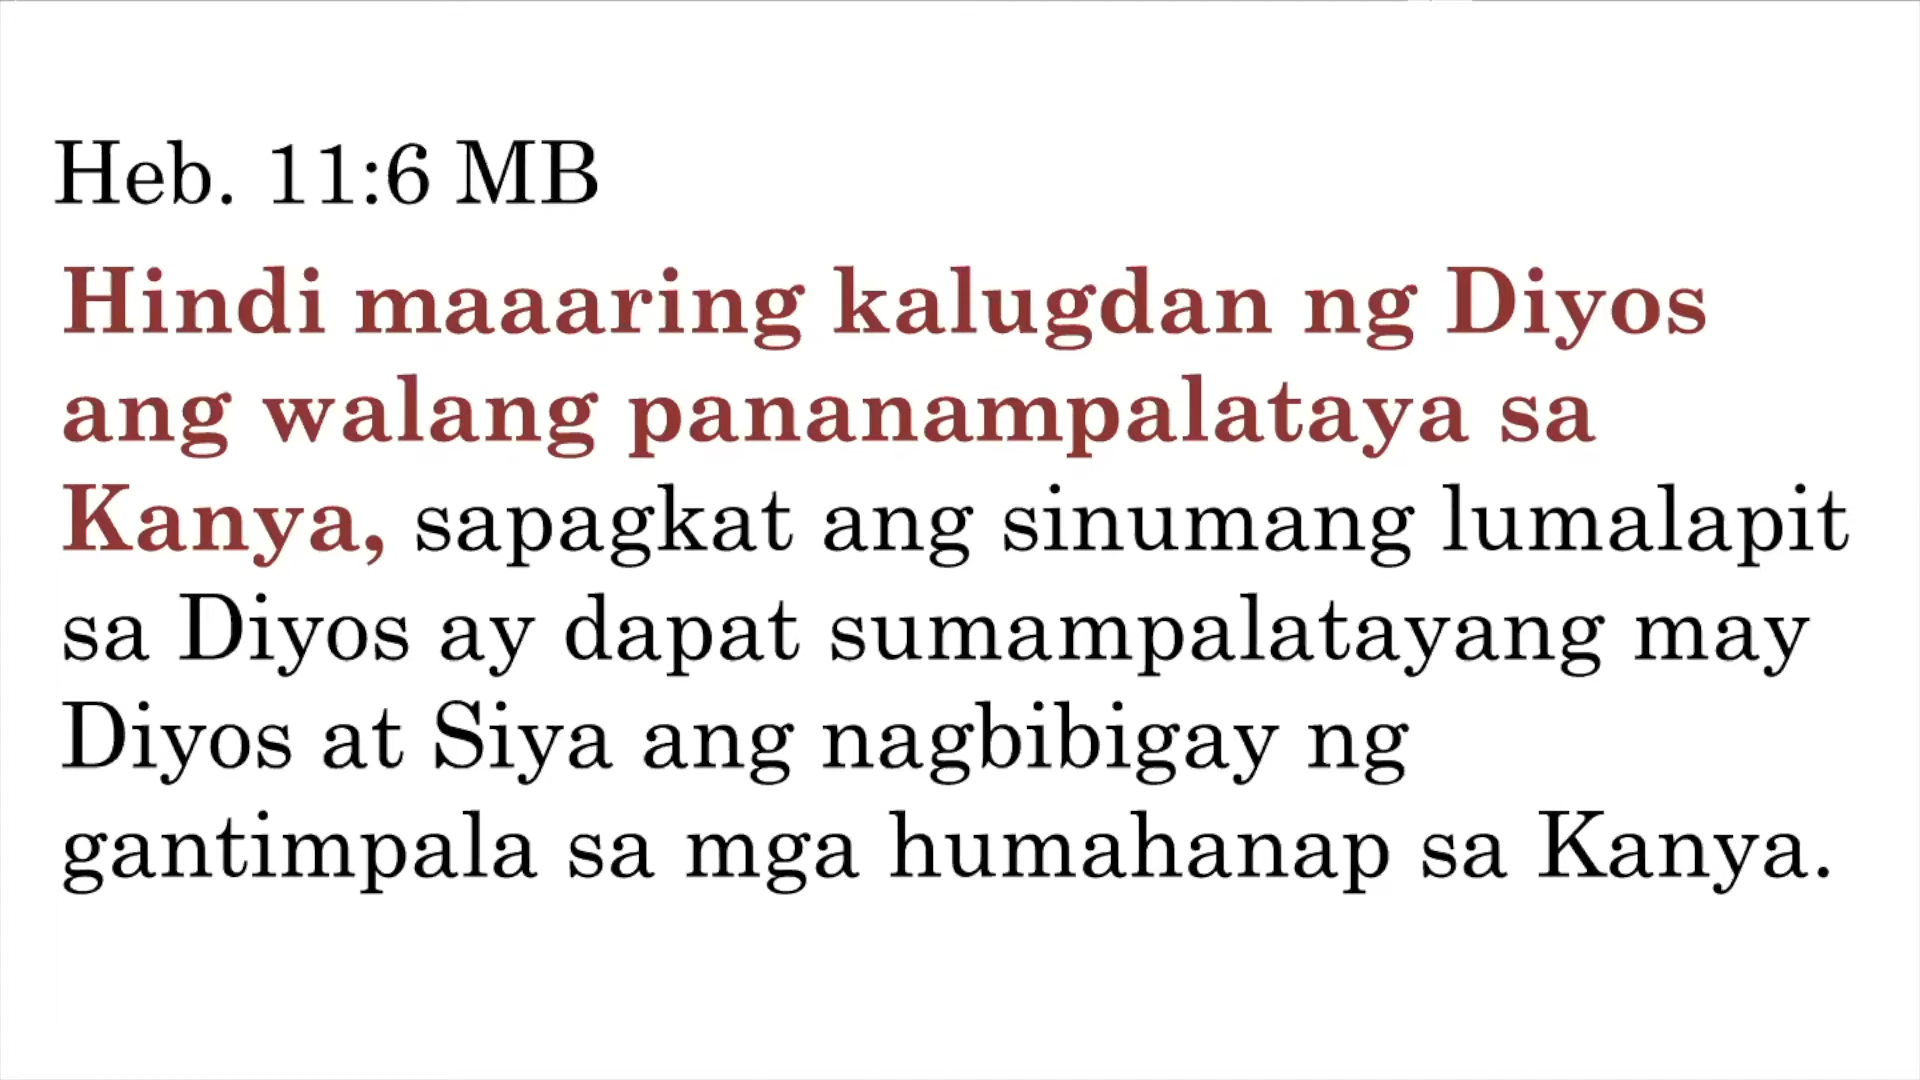 Heb. 11:6 MB
Hindi maaaring kalugdan ng Diyos
ang walang pananampalataya sa
Kanya, sapagkat ang sinumang lumalapit
sa Diyos ay dapat sumampalatayang may
Diyos at Siya ang nagbibigay ng
gantimpala sa mga humahanap sa Kanya.